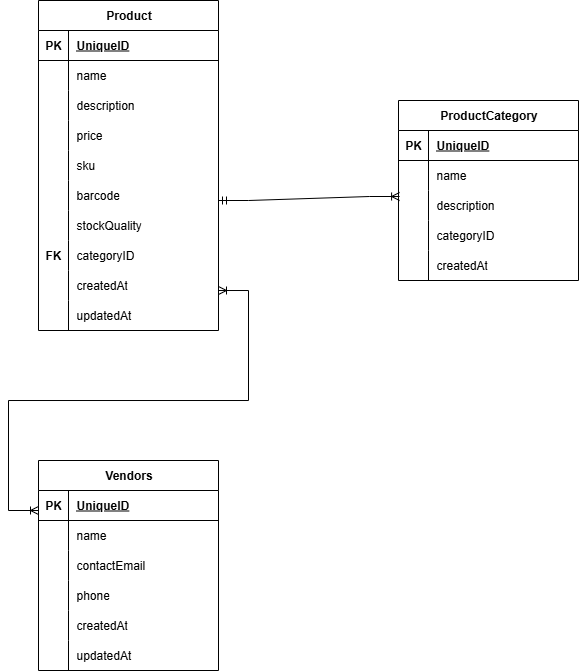 Product
PK UniqueID
name
description
price
sku
barcode
stockQuality
FK categoryID
createdAt
updatedAt
ProductCategory
PK UniqueID
name
description
categoryID
createdAt
Vendors
PK UniqueID
name
contactEmail
phone
createdAt
updatedAt